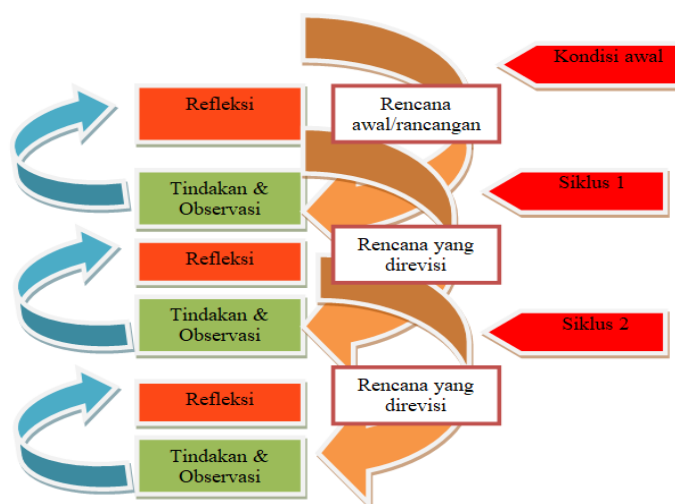 Kondisi awal
Refleksi
Rencana
awal/rancangan
Tindakan &
Observasi
Siklus 1
Refleksi
Rencana yang
direvisi
Tindakan &
Observasi
Siklus 2
Refleksi
Rencana yang
direvisi
Tindakan &
Observasi